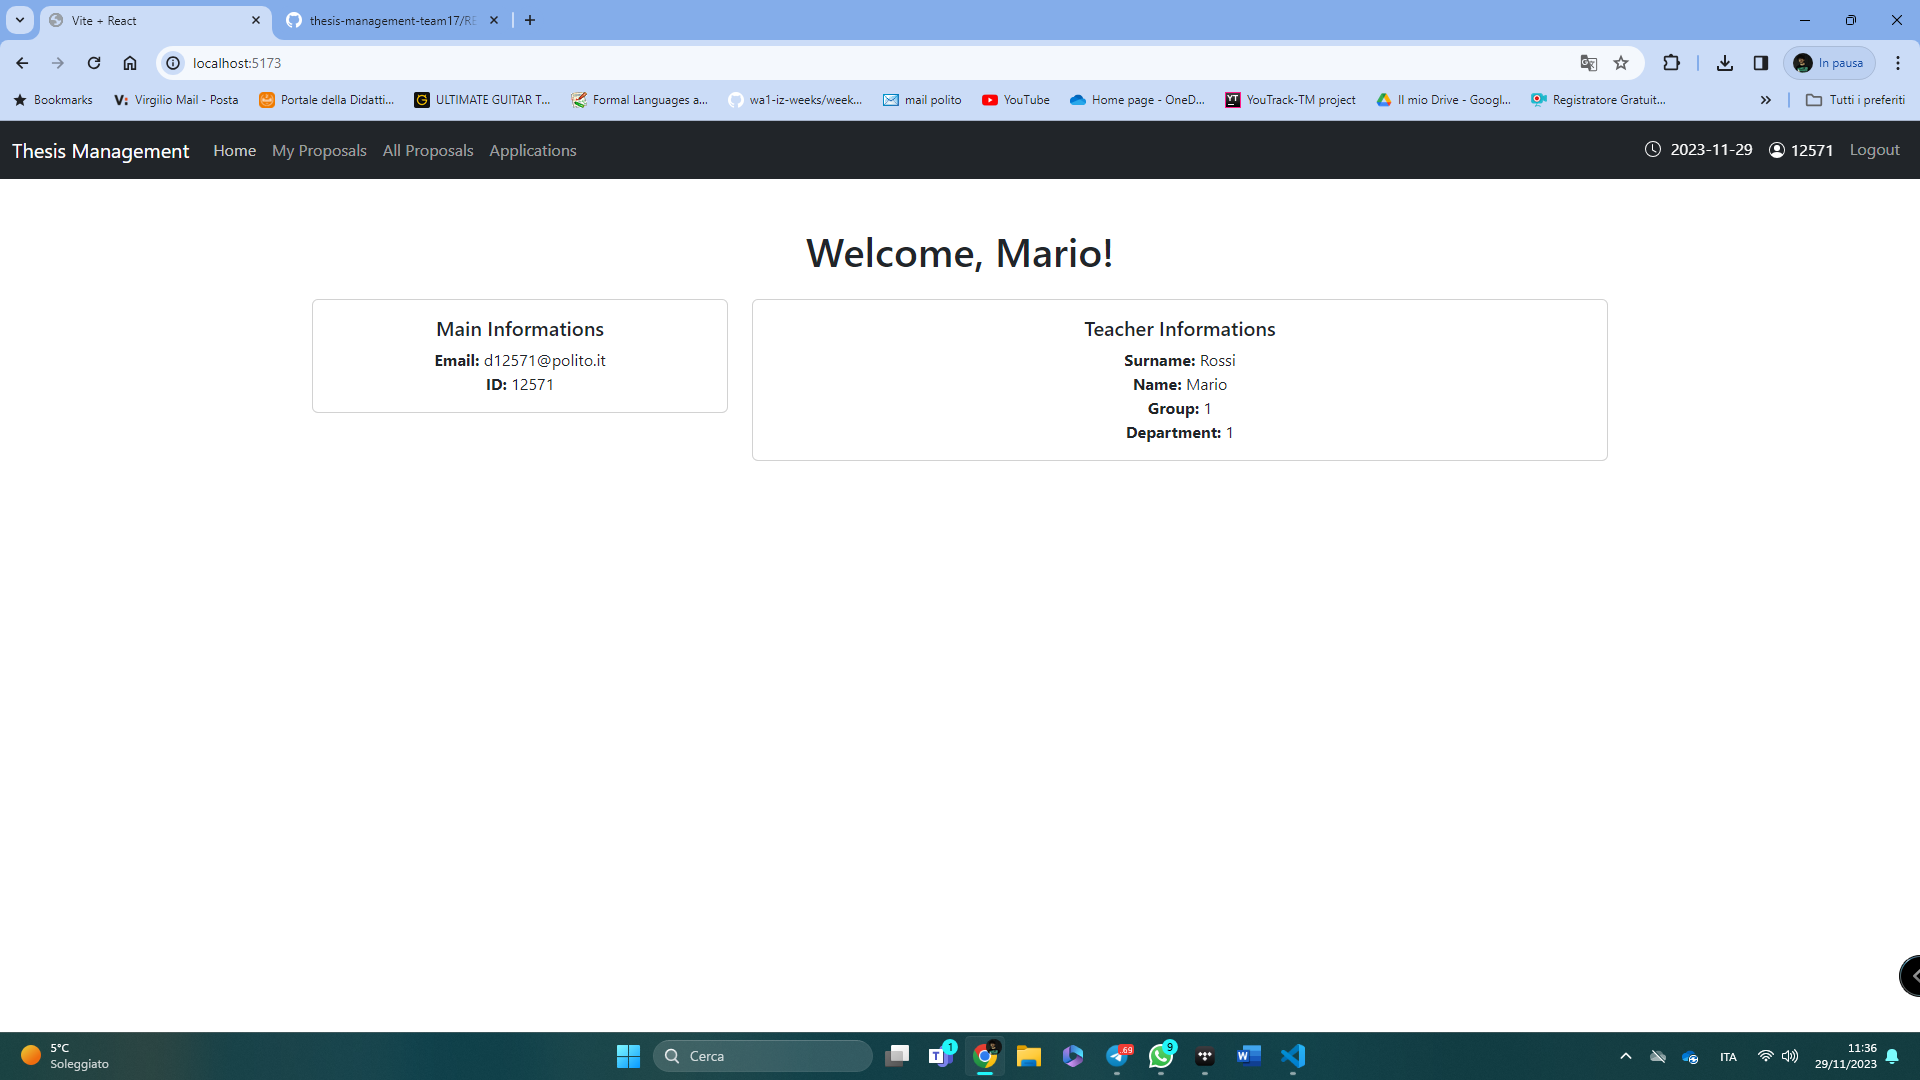 Vite + React
thesis-management-team17/RE
localhost:5173
In pausa
Bookmarks
Virgilio Mail - Posta
Portale della Didatti...
ULTIMATE GUITAR T...
Formal Languages a...
wa1-iz-weeks/week...
mail polito
YouTube
Home page - OneD...
YouTrack-TM project
Il mio Drive - Googl...
Registratore Gratuit...
Tutti i preferiti
Thesis Management
Home
My Proposals
All Proposals
Applications
2023-11-29
12571
Logout
Welcome, Mario!
Main Informations
Email: d12571@polito.it
ID: 12571
Teacher Informations
Surname: Rossi
Name: Mario
Group: 1
Department: 1
5°C
Soleggiato
Cerca
1
69
9
ITA
11:36
29/11/2023